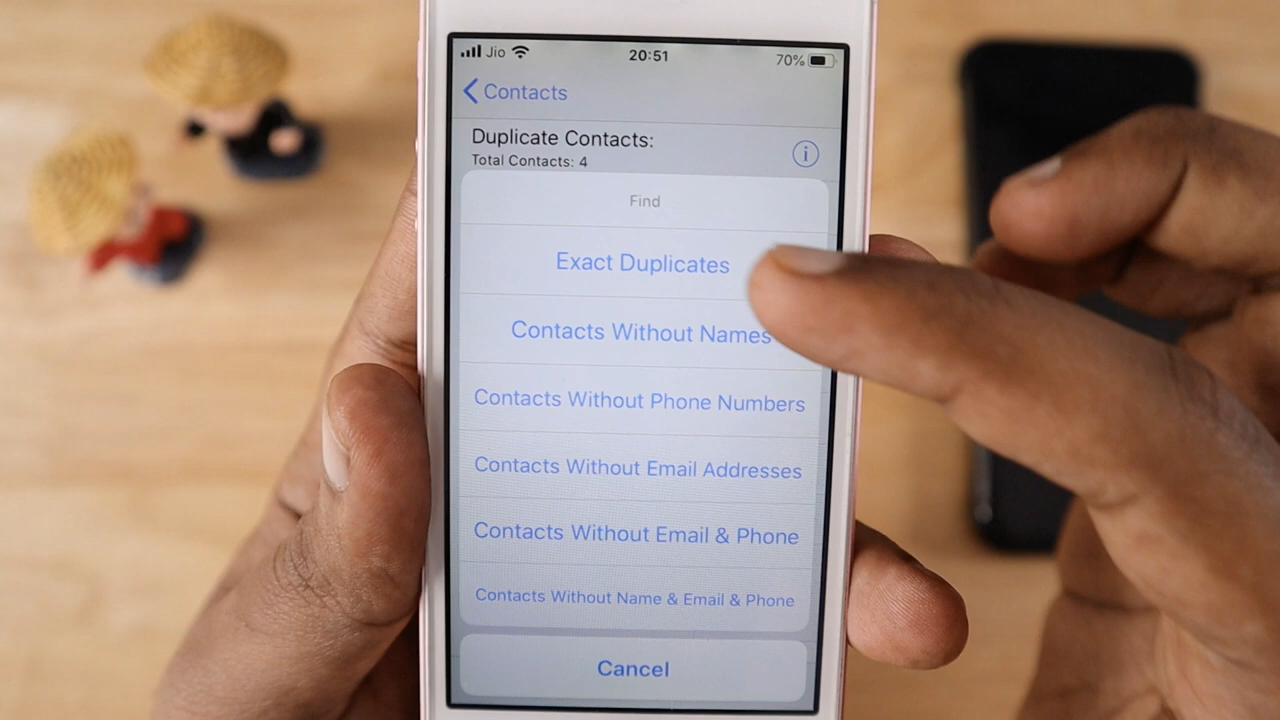 Jio 20:51 70%
Contacts
Duplicate Contacts:
Total Contacts: 4
Find
Exact Duplicates
Contacts Without Names
Contacts Without Phone Numbers
Contacts Without Email Addresses
Contacts Without Email & Phone
Contacts Without Name & Email & Phone
Cancel